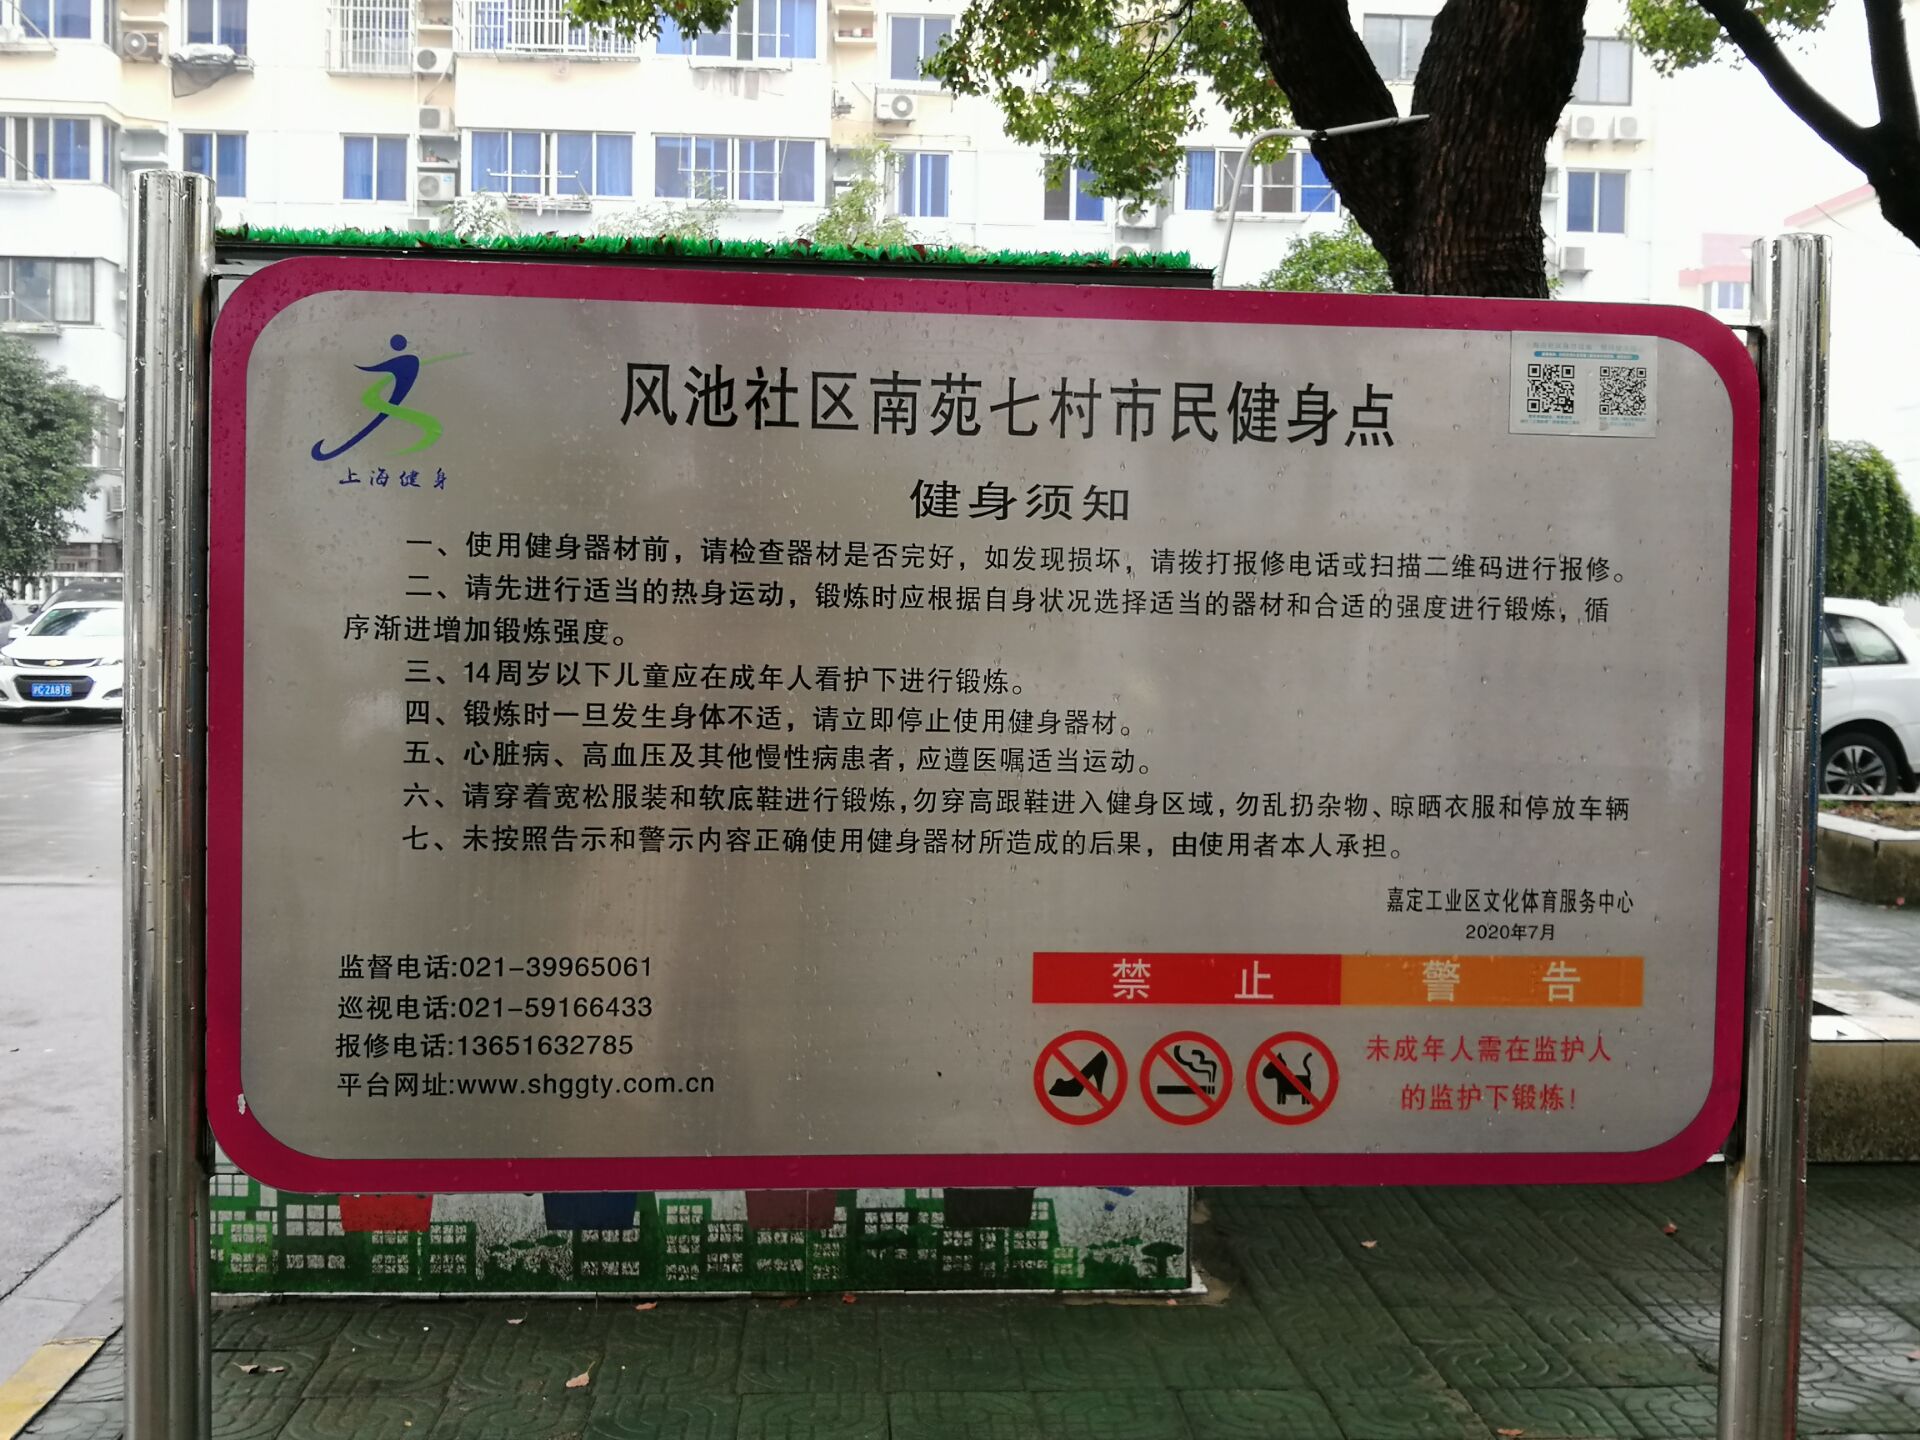 上海健身
风池社区南苑七村市民健身点
健身须知
一、使用健身器材前，请检查器材是否完好，如发现损坏，请拨打报修电话或扫描二维码进行报修。
二、请先进行适当的热身运动，锻炼时应根据自身状况选择适当的器材和合适的强度进行锻炼，循
序渐进增加锻炼强度。
三、14周岁以下儿童应在成年人看护下进行锻炼。
四、锻炼时一旦发生身体不适，请立即停止使用健身器材。
五、心脏病、高血压及其他慢性病患者，应遵医嘱适当运动。
六、请穿着宽松服装和软底鞋进行锻炼，勿穿高跟鞋进入健身区域，勿乱扔杂物、晾晒衣服和停放车辆
七、未按照告示和警示内容正确使用健身器材所造成的后果，由使用者本人承担。
嘉定工业区文化体育服务中心
2020年7月
监督电话:021-39965061
巡视电话:021-59166433
报修电话:13651632785
平台网址:www.shggty.com.cn
禁止
警告
未成年人需在监护人
的监护下锻炼！